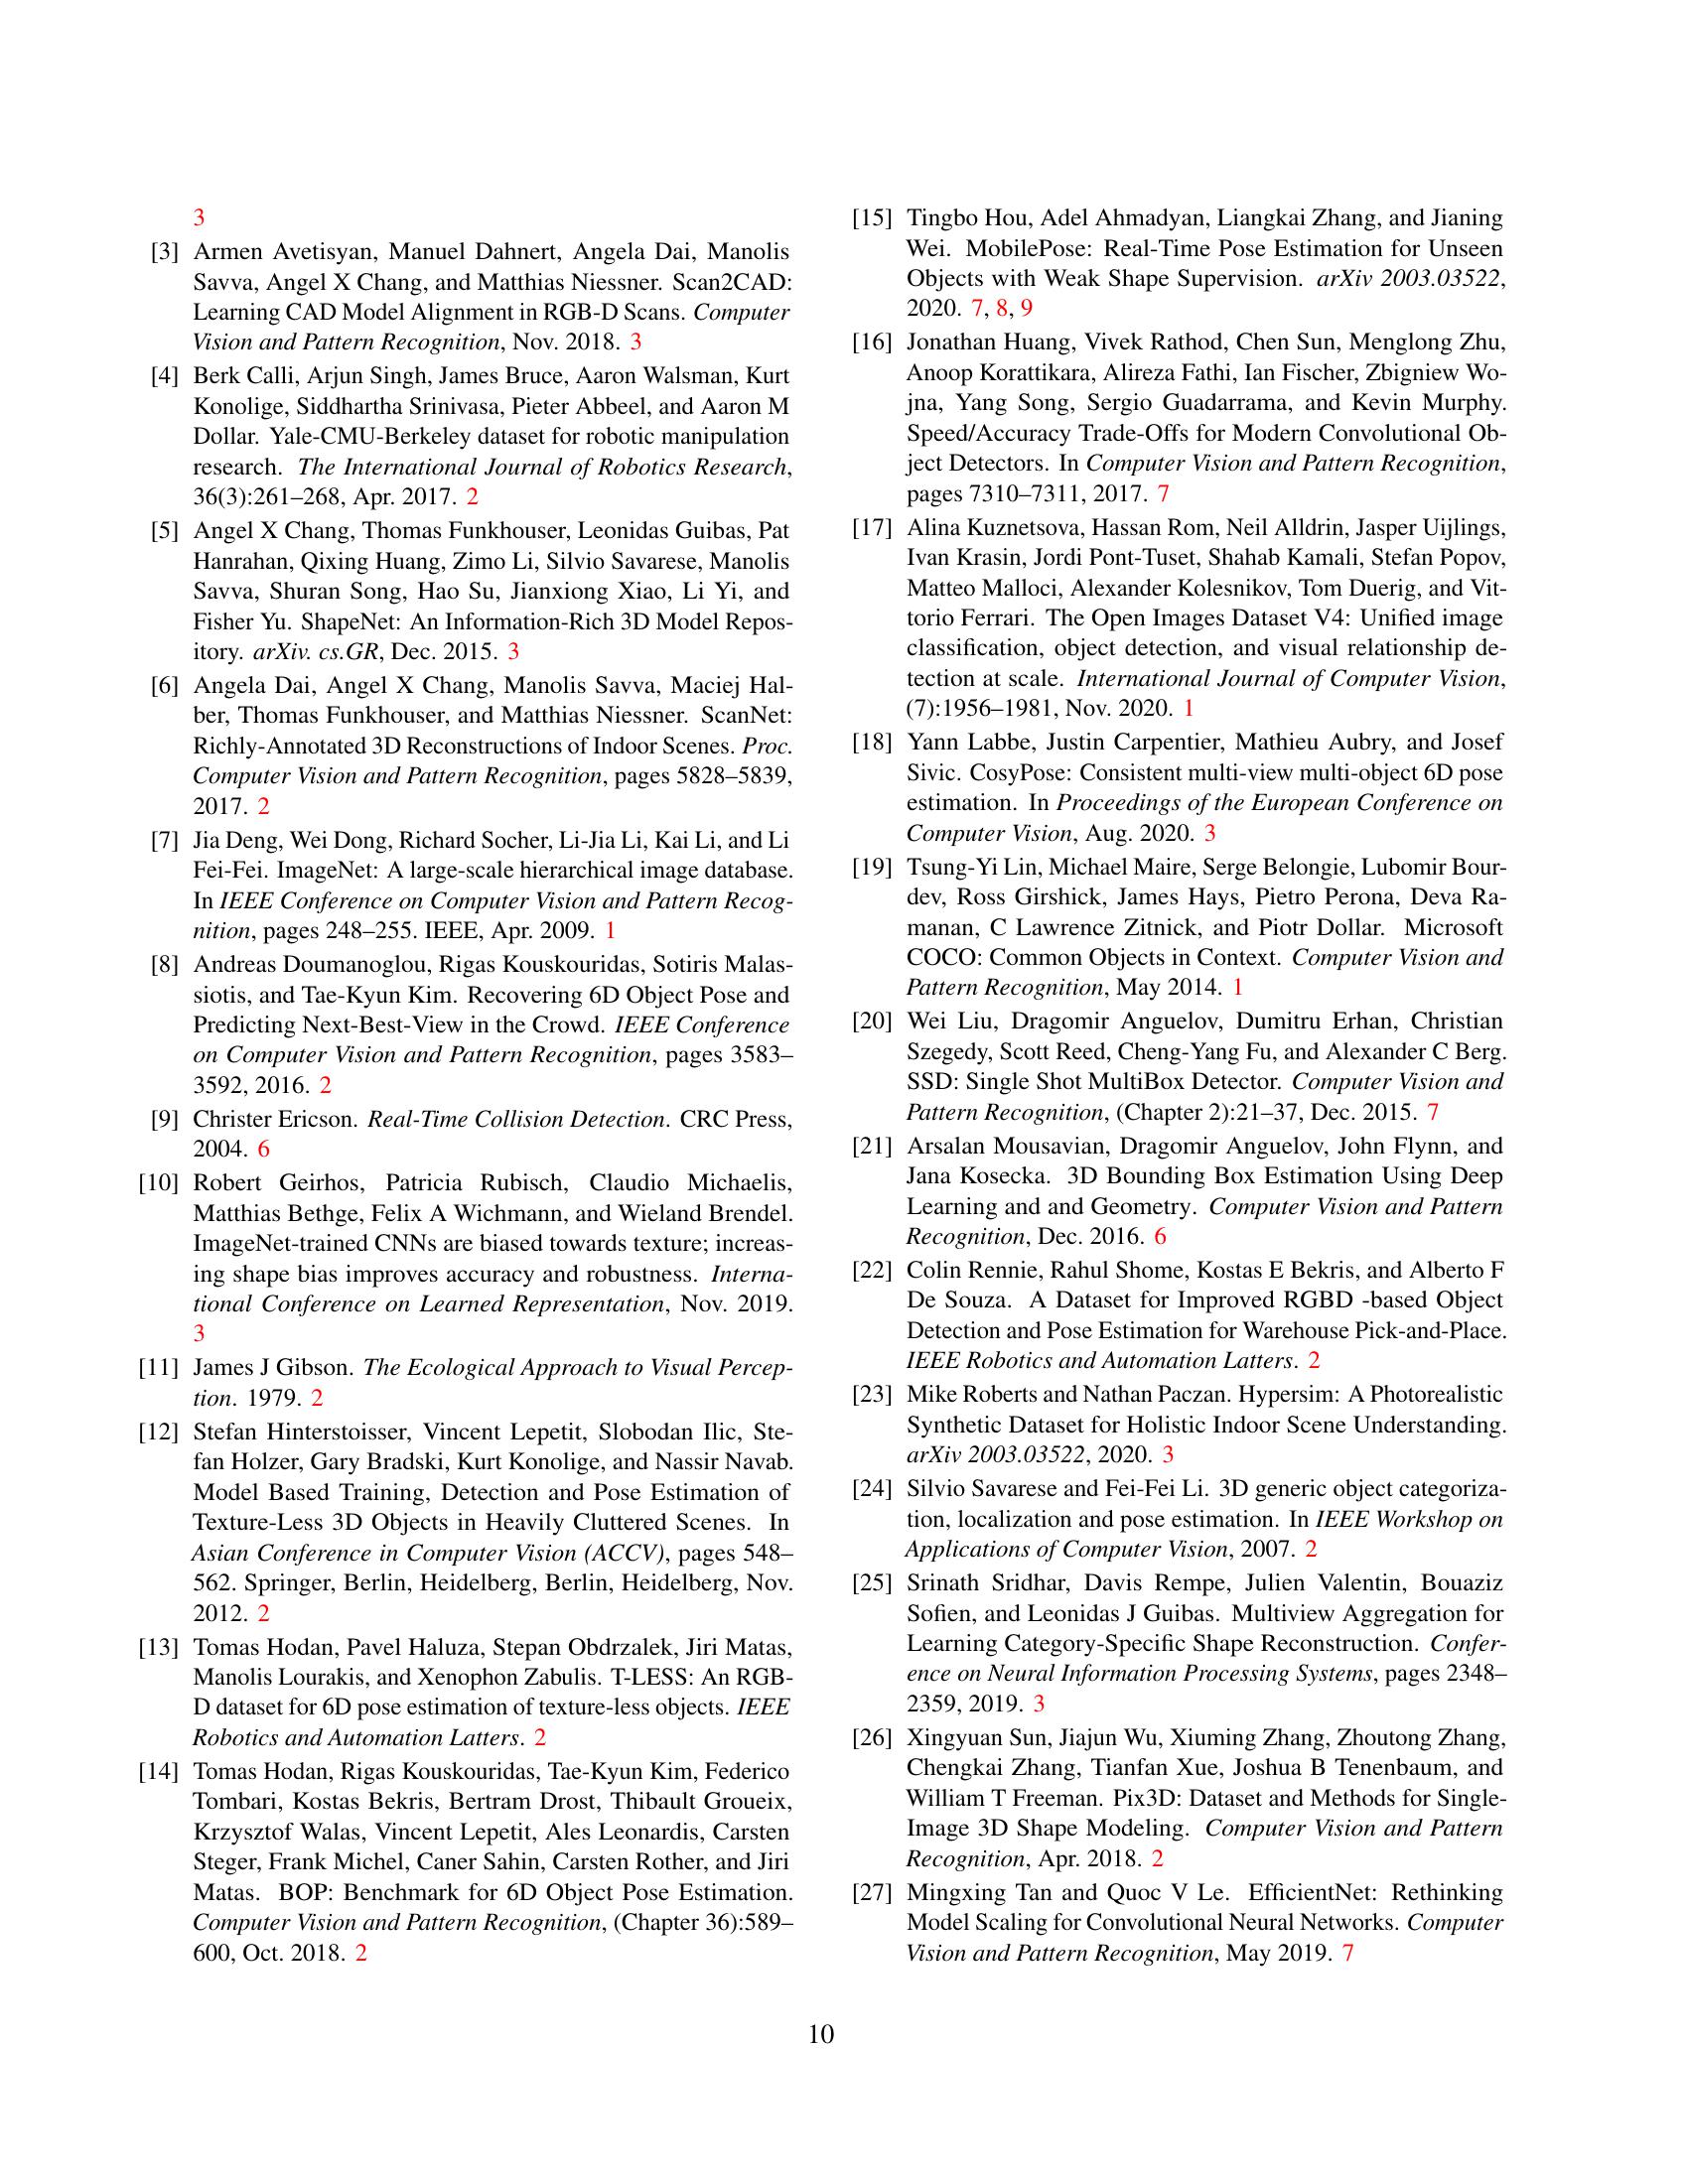 3
[3] Armen Avetisyan, Manuel Dahnert, Angela Dai, Manolis
Savva, Angel X Chang, and Matthias Niessner. Scan2CAD:
Learning CAD Model Alignment in RGB-D Scans. Computer
Vision and Pattern Recognition, Nov. 2018. 3
[4] Berk Calli, Arjun Singh, James Bruce, Aaron Walsman, Kurt
Konolige, Siddhartha Srinivasa, Pieter Abbeel, and Aaron M
Dollar. Yale-CMU-Berkeley dataset for robotic manipulation
research. The International Journal of Robotics Research,
36(3):261–268, Apr. 2017. 2
[5] Angel X Chang, Thomas Funkhouser, Leonidas Guibas, Pat
Hanrahan, Qixing Huang, Zimo Li, Silvio Savarese, Manolis
Savva, Shuran Song, Hao Su, Jianxiong Xiao, Li Yi, and
Fisher Yu. ShapeNet: An Information-Rich 3D Model Repos-
itory. arXiv. cs.GR, Dec. 2015. 3
[6] Angela Dai, Angel X Chang, Manolis Savva, Maciej Hal-
ber, Thomas Funkhouser, and Matthias Niessner. ScanNet:
Richly-Annotated 3D Reconstructions of Indoor Scenes. Proc.
Computer Vision and Pattern Recognition, pages 5828–5839,
2017. 2
[7] Jia Deng, Wei Dong, Richard Socher, Li-Jia Li, Kai Li, and Li
Fei-Fei. ImageNet: A large-scale hierarchical image database.
In IEEE Conference on Computer Vision and Pattern Recog-
nition, pages 248–255. IEEE, Apr. 2009. 1
[8] Andreas Doumanoglou, Rigas Kouskouridas, Sotiris Malas-
siotis, and Tae-Kyun Kim. Recovering 6D Object Pose and
Predicting Next-Best-View in the Crowd. IEEE Conference
on Computer Vision and Pattern Recognition, pages 3583–
3592, 2016. 2
[9] Christer Ericson. Real-Time Collision Detection. CRC Press,
2004. 6
[10] Robert Geirhos, Patricia Rubisch, Claudio Michaelis,
Matthias Bethge, Felix A Wichmann, and Wieland Brendel.
ImageNet-trained CNNs are biased towards texture; increas-
ing shape bias improves accuracy and robustness. Interna-
tional Conference on Learned Representation, Nov. 2019.
3
[11] James J Gibson. The Ecological Approach to Visual Percep-
tion. 1979. 2
[12] Stefan Hinterstoisser, Vincent Lepetit, Slobodan Ilic, Ste-
fan Holzer, Gary Bradski, Kurt Konolige, and Nassir Navab.
Model Based Training, Detection and Pose Estimation of
Texture-Less 3D Objects in Heavily Cluttered Scenes. In
Asian Conference in Computer Vision (ACCV), pages 548–
562. Springer, Berlin, Heidelberg, Berlin, Heidelberg, Nov.
2012. 2
[13] Tomas Hodan, Pavel Haluza, Stepan Obdrzalek, Jiri Matas,
Manolis Lourakis, and Xenophon Zabulis. T-LESS: An RGB-
D dataset for 6D pose estimation of texture-less objects. IEEE
Robotics and Automation Latters. 2
[14] Tomas Hodan, Rigas Kouskouridas, Tae-Kyun Kim, Federico
Tombari, Kostas Bekris, Bertram Drost, Thibault Groueix,
Krzysztof Walas, Vincent Lepetit, Ales Leonardis, Carsten
Steger, Frank Michel, Caner Sahin, Carsten Rother, and Jiri
Matas. BOP: Benchmark for 6D Object Pose Estimation.
Computer Vision and Pattern Recognition, (Chapter 36):589–
600, Oct. 2018. 2
[15] Tingbo Hou, Adel Ahmadyan, Liangkai Zhang, and Jianing
Wei. MobilePose: Real-Time Pose Estimation for Unseen
Objects with Weak Shape Supervision. arXiv 2003.03522,
2020. 7, 8, 9
[16] Jonathan Huang, Vivek Rathod, Chen Sun, Menglong Zhu,
Anoop Korattikara, Alireza Fathi, Ian Fischer, Zbigniew Wo-
jna, Yang Song, Sergio Guadarrama, and Kevin Murphy.
Speed/Accuracy Trade-Offs for Modern Convolutional Ob-
ject Detectors. In Computer Vision and Pattern Recognition,
pages 7310–7311, 2017. 7
[17] Alina Kuznetsova, Hassan Rom, Neil Alldrin, Jasper Uijlings,
Ivan Krasin, Jordi Pont-Tuset, Shahab Kamali, Stefan Popov,
Matteo Malloci, Alexander Kolesnikov, Tom Duerig, and Vit-
torio Ferrari. The Open Images Dataset V4: Unified image
classification, object detection, and visual relationship de-
tection at scale. International Journal of Computer Vision,
(7):1956–1981, Nov. 2020. 1
[18] Yann Labbe, Justin Carpentier, Mathieu Aubry, and Josef
Sivic. CosyPose: Consistent multi-view multi-object 6D pose
estimation. In Proceedings of the European Conference on
Computer Vision, Aug. 2020. 3
[19] Tsung-Yi Lin, Michael Maire, Serge Belongie, Lubomir Bour-
dev, Ross Girshick, James Hays, Pietro Perona, Deva Ra-
manan, C Lawrence Zitnick, and Piotr Dollar. Microsoft
COCO: Common Objects in Context. Computer Vision and
Pattern Recognition, May 2014. 1
[20] Wei Liu, Dragomir Anguelov, Dumitru Erhan, Christian
Szegedy, Scott Reed, Cheng-Yang Fu, and Alexander C Berg.
SSD: Single Shot MultiBox Detector. Computer Vision and
Pattern Recognition, (Chapter 2):21–37, Dec. 2015. 7
[21] Arsalan Mousavian, Dragomir Anguelov, John Flynn, and
Jana Kosecka. 3D Bounding Box Estimation Using Deep
Learning and and Geometry. Computer Vision and Pattern
Recognition, Dec. 2016. 6
[22] Colin Rennie, Rahul Shome, Kostas E Bekris, and Alberto F
De Souza. A Dataset for Improved RGBD -based Object
Detection and Pose Estimation for Warehouse Pick-and-Place.
IEEE Robotics and Automation Latters. 2
[23] Mike Roberts and Nathan Paczan. Hypersim: A Photorealistic
Synthetic Dataset for Holistic Indoor Scene Understanding.
arXiv 2003.03522, 2020. 3
[24] Silvio Savarese and Fei-Fei Li. 3D generic object categoriza-
tion, localization and pose estimation. In IEEE Workshop on
Applications of Computer Vision, 2007. 2
[25] Srinath Sridhar, Davis Rempe, Julien Valentin, Bouaziz
Sofien, and Leonidas J Guibas. Multiview Aggregation for
Learning Category-Specific Shape Reconstruction. Confer-
ence on Neural Information Processing Systems, pages 2348–
2359, 2019. 3
[26] Xingyuan Sun, Jiajun Wu, Xiuming Zhang, Zhoutong Zhang,
Chengkai Zhang, Tianfan Xue, Joshua B Tenenbaum, and
William T Freeman. Pix3D: Dataset and Methods for Single-
Image 3D Shape Modeling. Computer Vision and Pattern
Recognition, Apr. 2018. 2
[27] Mingxing Tan and Quoc V Le. EfficientNet: Rethinking
Model Scaling for Convolutional Neural Networks. Computer
Vision and Pattern Recognition, May 2019. 7
10